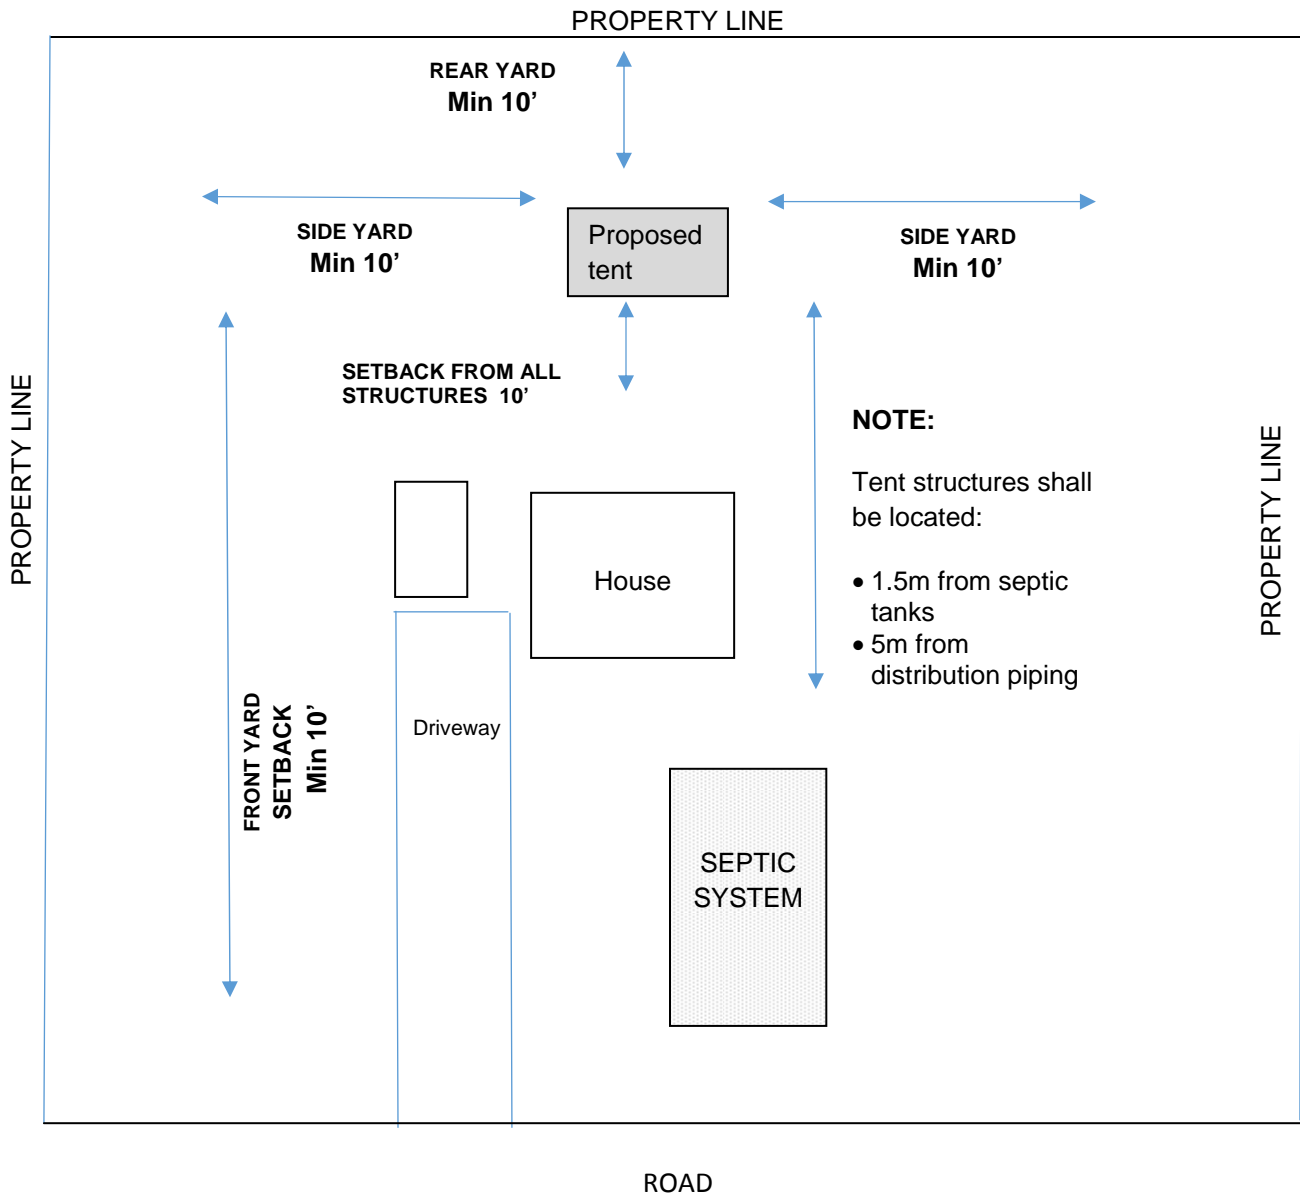 PROPERTY LINE
REAR YARD
Min 10’
SIDE YARD
Min 10’
Proposed
tent
SIDE YARD
Min 10’
SETBACK FROM ALL
STRUCTURES 10’
PROPERTY LINE
NOTE:
Tent structures shall
be located:
• 1.5m from septic
tanks
• 5m from
distribution piping
PROPERTY LINE
House
FRONT YARD
SETBACK
Min 10’
Driveway
SEPTIC
SYSTEM
ROAD